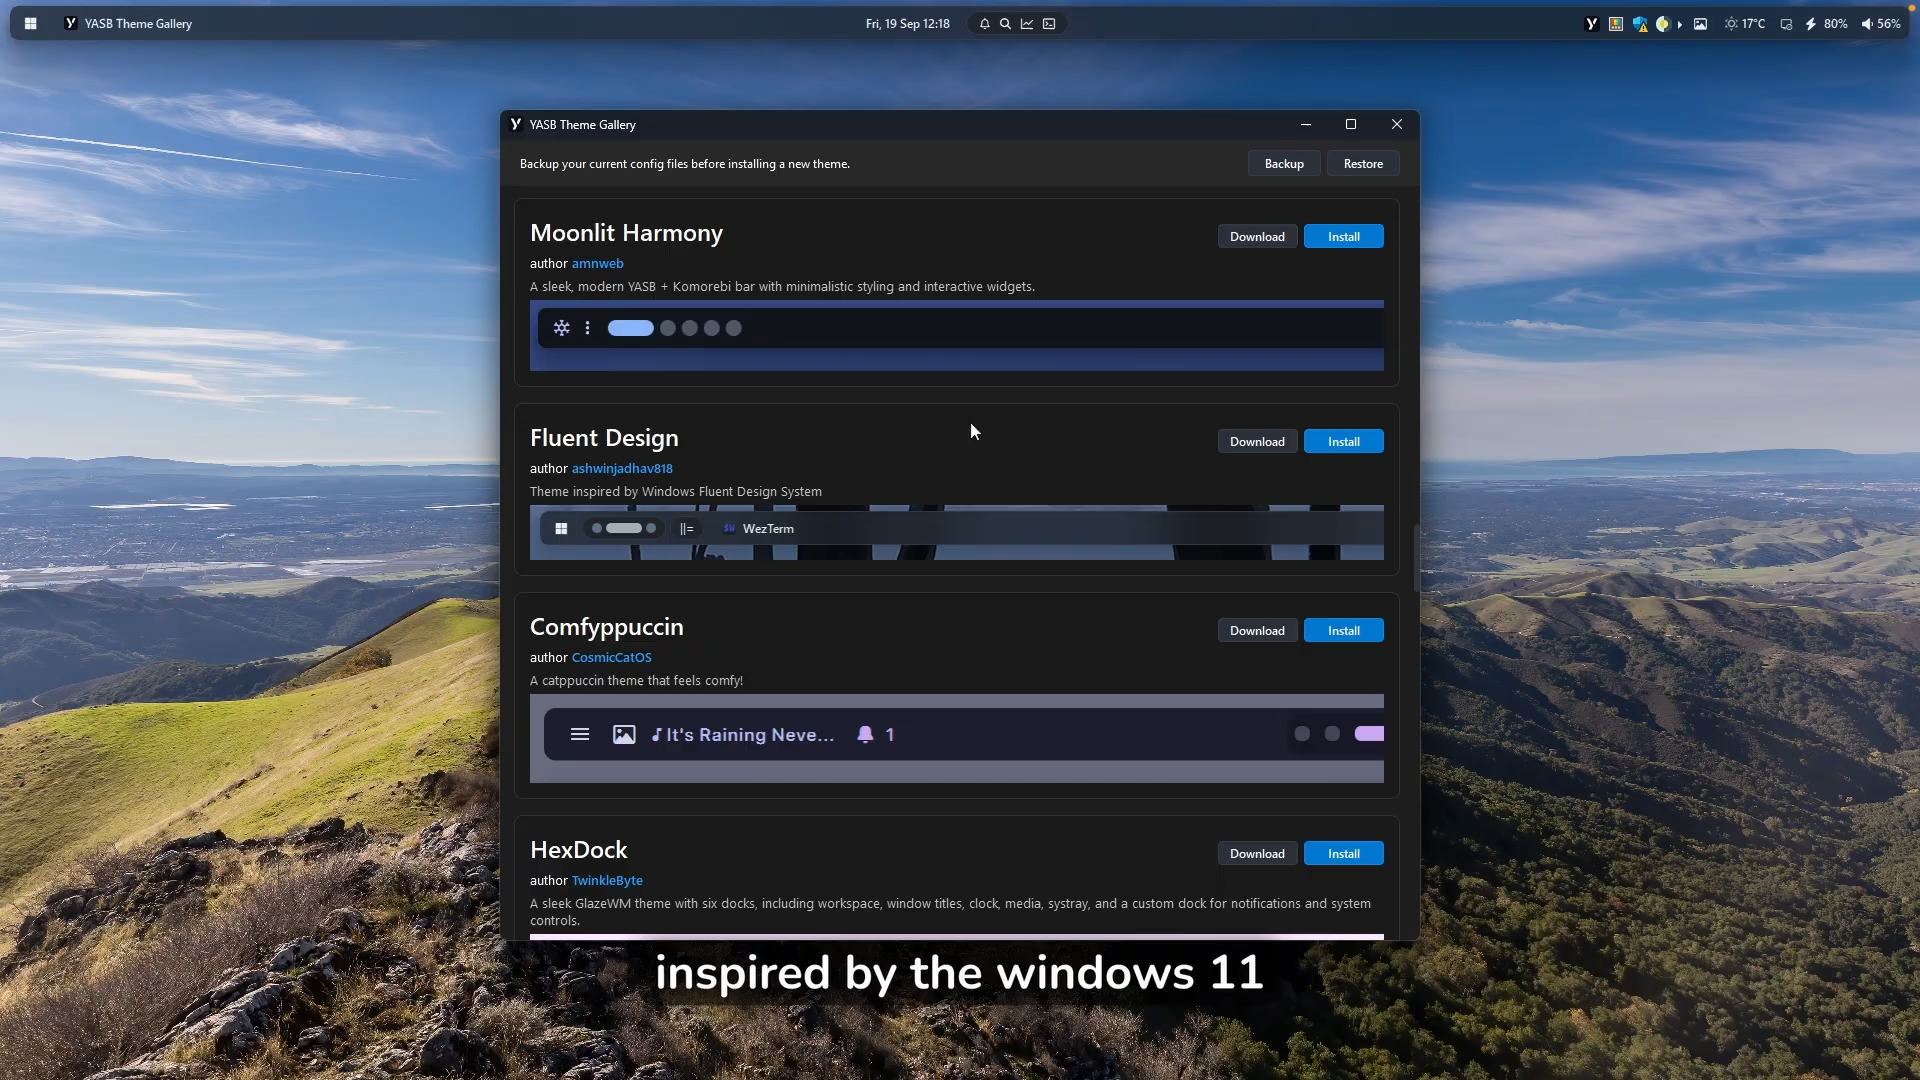 YASB Theme Gallery
Fri, 19 Sep 12:18
17°C
80%
56%
YASB Theme Gallery
Backup your current config files before installing a new theme.
Backup
Restore
Moonlit Harmony
Download
Install
author amnweb
A sleek, modern YASB + Komorebi bar with minimalistic styling and interactive widgets.
Fluent Design
Download
Install
author ashwinjadhav818
Theme inspired by Windows Fluent Design System
WezTerm
Comfyppuccin
Download
Install
author CosmicCatOS
A catppuccin theme that feels comfy!
It's Raining Neve...
1
HexDock
Download
Install
author TwinkleByte
A sleek GlazeWM theme with six docks, including workspace, window titles, clock, media, systray, and a custom dock for notifications and system
controls.
inspired by the windows 11